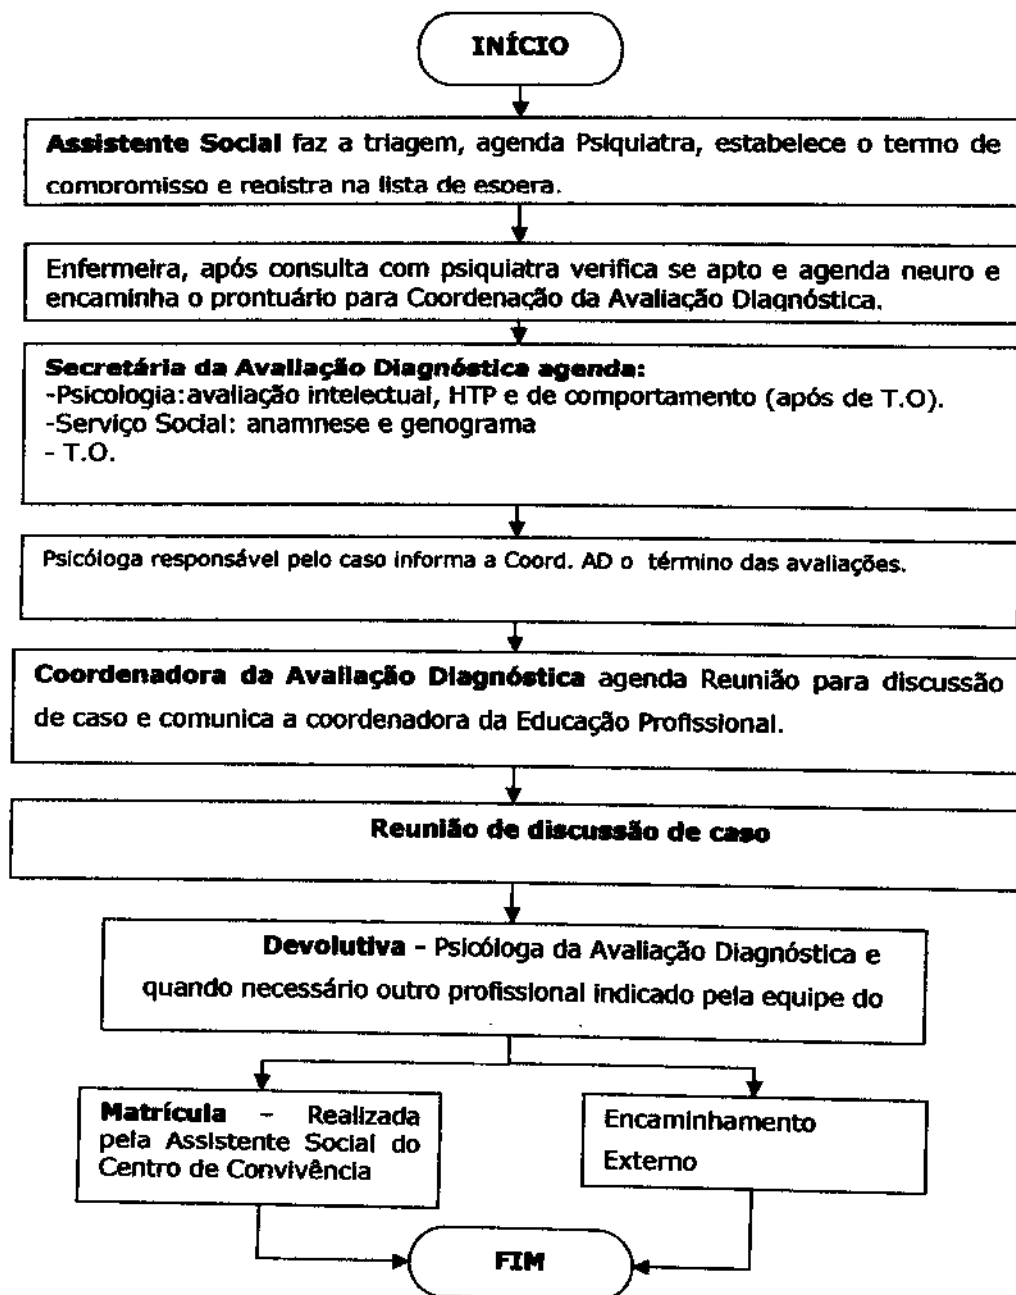 INÍCIO
Assistente Social faz a triagem, agenda Psiquiatra, estabelece o termo de
compromisso e registra na lista de espera.
Enfermeira, após consulta com psiquiatra verifica se apto e agenda neuro e
encaminha o prontuário para Coordenação da Avaliação Diagnóstica.
Secretária da Avaliação Diagnóstica agenda:
-Psicologia:avaliação intelectual, HTP e de comportamento (após de T.O).
-Serviço Social: anamnese e genograma
- T.O.
Psicóloga responsável pelo caso informa a Coord. AD o término das avaliações.
Coordenadora da Avaliação Diagnóstica agenda Reunião para discussão
de caso e comunica a coordenadora da Educação Profissional.
Reunião de discussão de caso
Devolutiva - Psicóloga da Avaliação Diagnóstica e
quando necessário outro profissional indicado pela equipe do
Matrícula – Realizada
pela Assistente Social do
Centro de Convivência
Encaminhamento
Externo
FIM